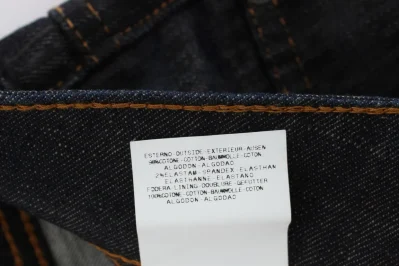 ESTERNO OUTSIDE EXTERIEUR AUSEN
98%COTONE-COTTON-BAUMWOLLE-COTON
ALGODON ALGODAO
2%ELASTAM-SPANDEX ELASTHAN
ELASTHANNE ELASTANO
FODERA-LINING DOUBLURE GEFUTTER
100%COTONE-COTTON-BAUMWOLLE-COTON
ALGODON ALGODAO